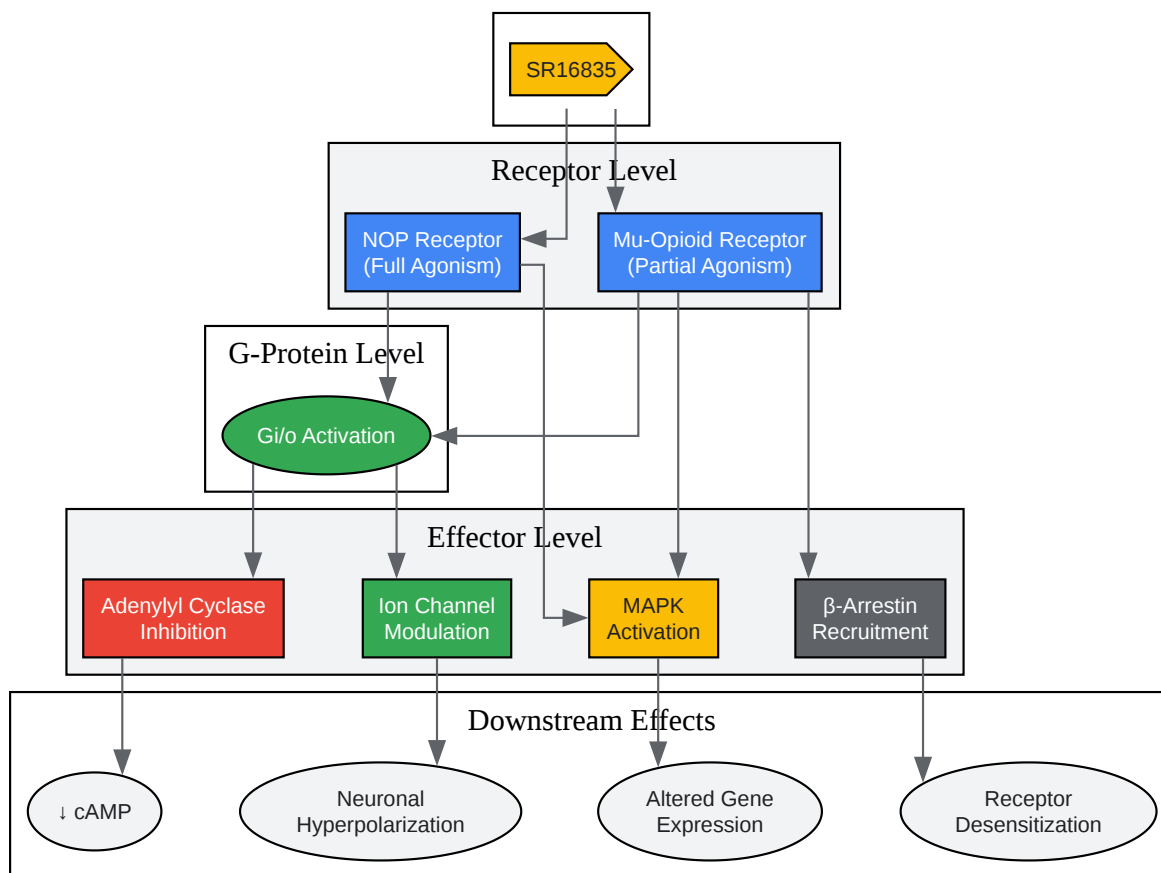 SR16835
Receptor Level
NOP Receptor
(Full Agonism)
Mu-Opioid Receptor
(Partial Agonism)
G-Protein Level
Gi/o Activation
Effector Level
Adenylyl Cyclase
Inhibition
Ion Channel
Modulation
MAPK
Activation
β-Arrestin
Recruitment
Downstream Effects
↓ cAMP
Neuronal
Hyperpolarization
Altered Gene
Expression
Receptor
Desensitization